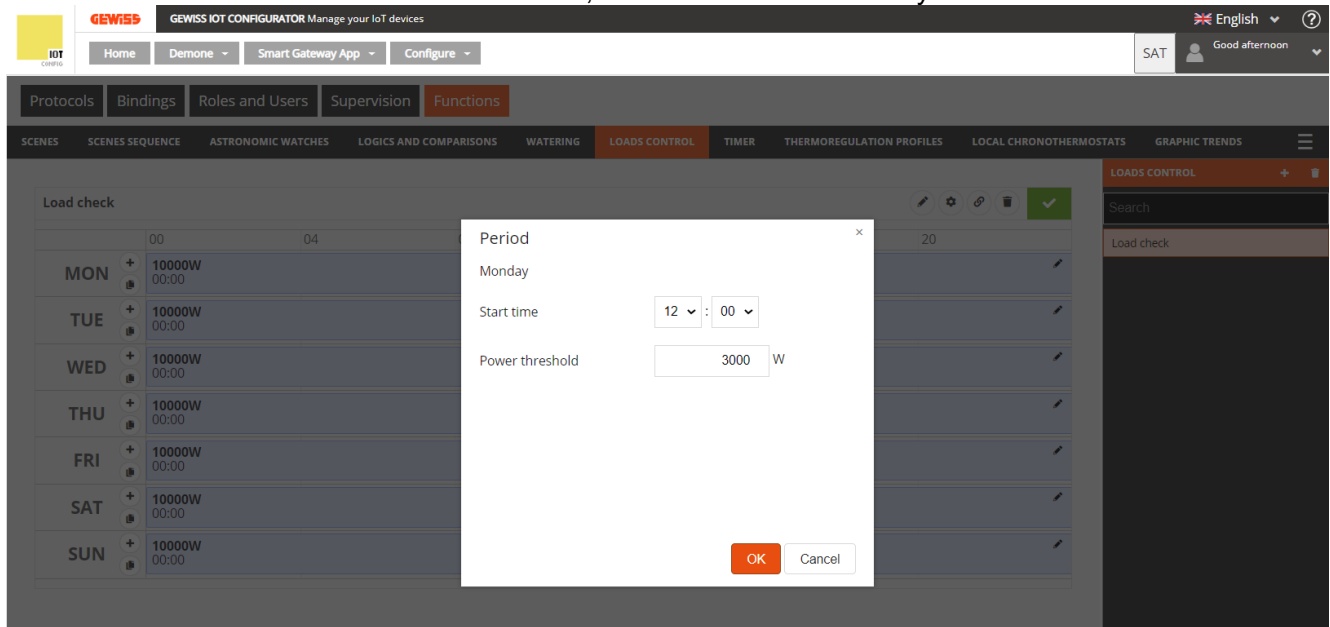 GEWISS GEWISS IOT CONFIGURATOR Manage your IoT devices English ?
IOT
CONFIG
Home Demone Smart Gateway App Configure SAT Good afternoon
Protocols Bindings Roles and Users Supervision Functions
SCENES SCENES SEQUENCE ASTRONOMIC WATCHES LOGICS AND COMPARISONS WATERING LOADS CONTROL TIMER THERMOREGULATION PROFILES LOCAL CHRONOTHERMOSTATS GRAPHIC TRENDS
LOADS CONTROL +
Search
Load check
Load check
00 04 20
MON + 10000W
00:00
TUE + 10000W
00:00
WED + 10000W
00:00
THU + 10000W
00:00
FRI + 10000W
00:00
SAT + 10000W
00:00
SUN + 10000W
00:00
Period ×
Monday
Start time 12 : 00
Power threshold 3000 W
OK Cancel